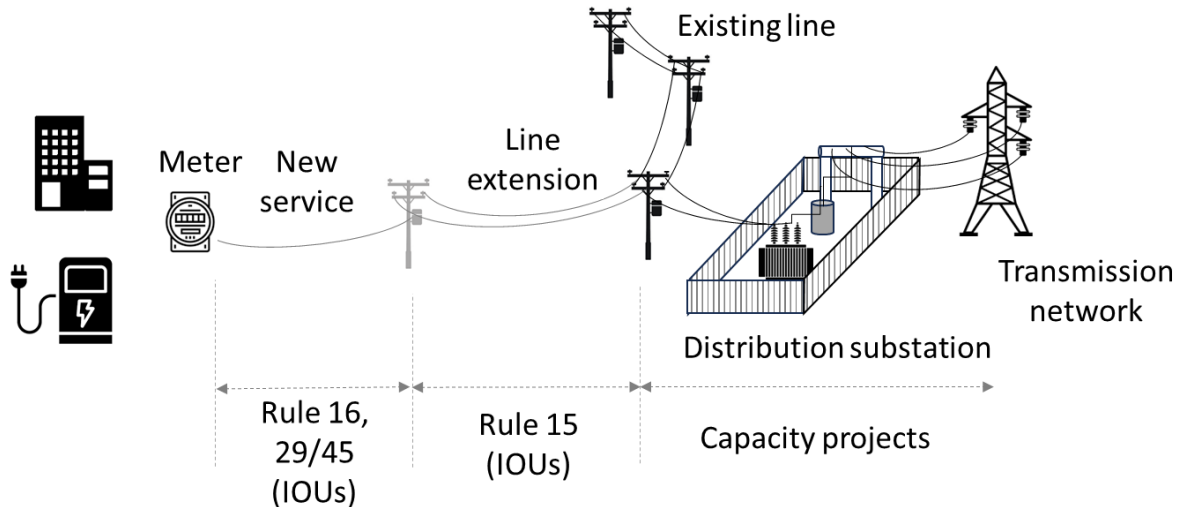 Existing line
Meter
New
service
Line
extension
Transmission
network
Distribution substation
Rule 16,
29/45
(IOUs)
Rule 15
(IOUs)
Capacity projects